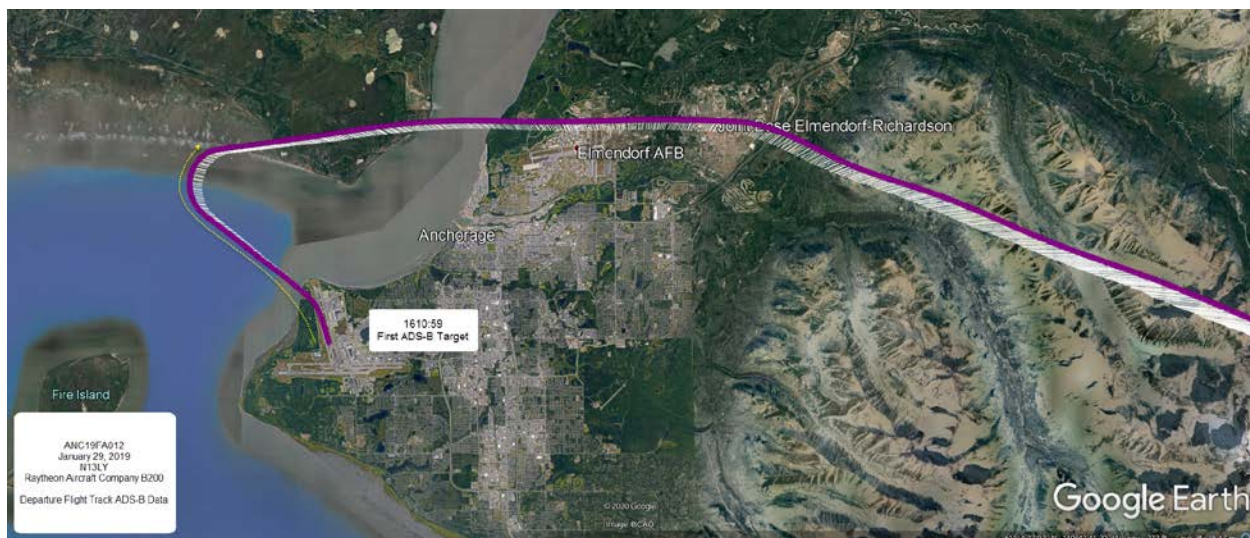 Joint Base Elmendorf-Richardson
Elmendorf AFB
Anchorage
1610:59
First ADS-B Target
Fire Island
ANC19FA012
January 29, 2019
N13LY
Raytheon Aircraft Company B200
Departure Flight Track ADS-B Data
Google Earth
© 2020 Google
Image IBCAO